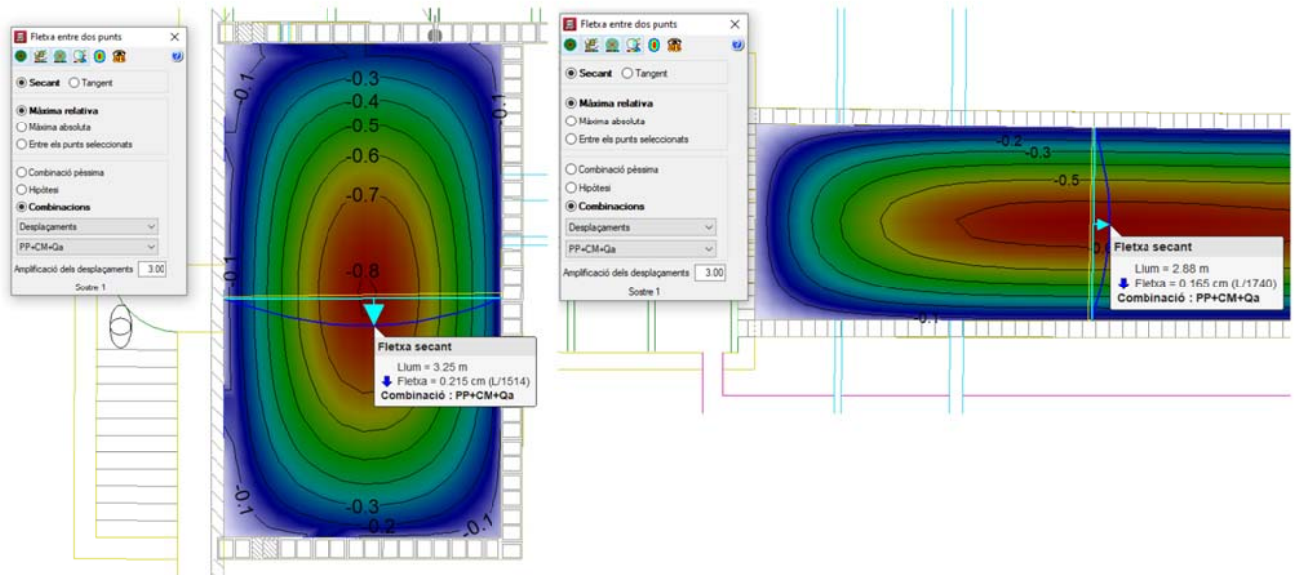 Fletxa entre dos punts
Secant Tangent
Màxima relativa
Màxima absoluta
Entre els punts seleccionats
Combinació pèssima
Hipòtesi
Combinacions
Desplaçaments
PP+CM+Qa
Amplificació dels desplaçaments 3.00
Sostre 1
-0.3
-0.4
-0.5
-0.6
-0.7
-0.8
-0.1
-0.1
-0.1
-0.1
-0.1
-0.3
-0.2
Fletxa secant
Llum = 3.25 m
Fletxa = 0.215 cm (L/1514)
Combinació : PP+CM+Qa
Fletxa entre dos punts
Secant Tangent
Màxima relativa
Màxima absoluta
Entre els punts seleccionats
Combinació pèssima
Hipòtesi
Combinacions
Desplaçaments
PP+CM+Qa
Amplificació dels desplaçaments 3.00
Sostre 1
-0.2
-0.3
-0.5
-0.1
Fletxa secant
Llum = 2.88 m
Fletxa = 0.165 cm (L/1740)
Combinació : PP+CM+Qa